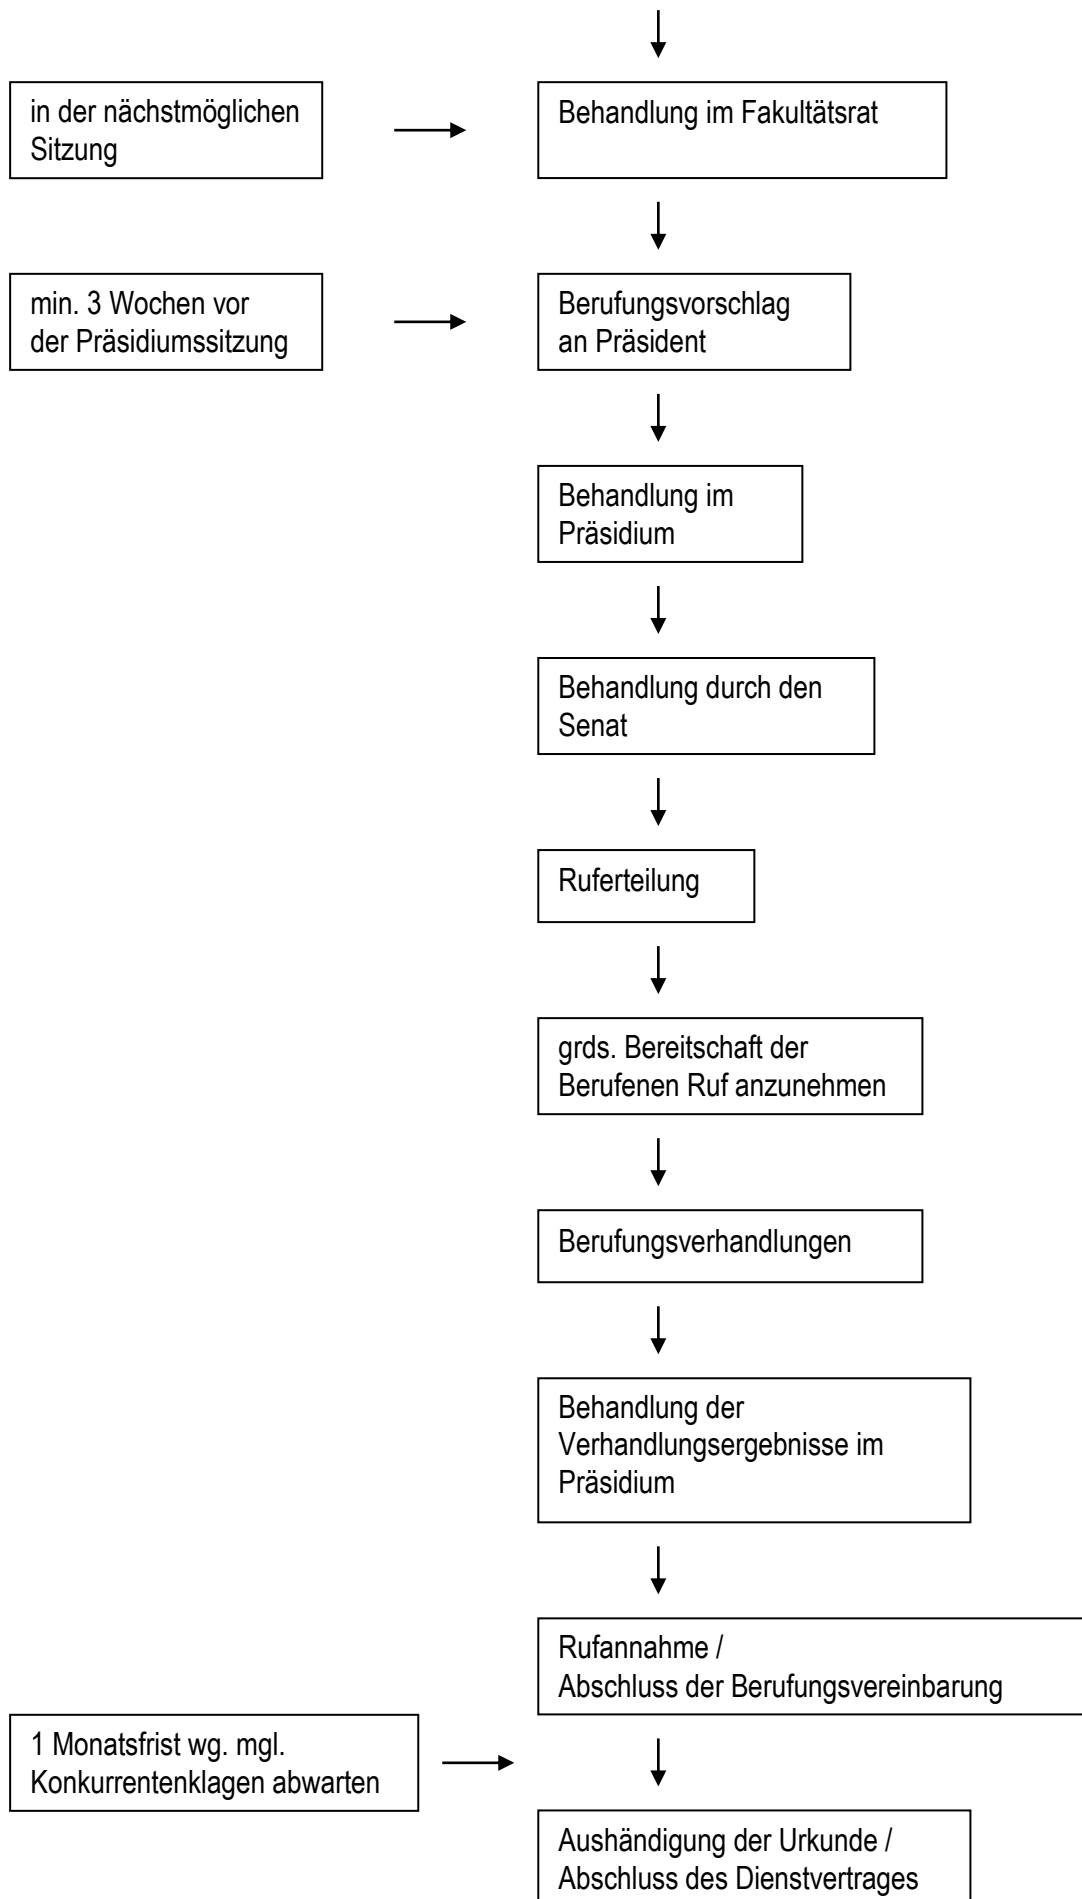 in der nächstmöglichen
Sitzung
Behandlung im Fakultätsrat
min. 3 Wochen vor
der Präsidiumssitzung
Berufungsvorschlag
an Präsident
Behandlung im
Präsidium
Behandlung durch den
Senat
Ruferteilung
grds. Bereitschaft der
Berufenen Ruf anzunehmen
Berufungsverhandlungen
Behandlung der
Verhandlungsergebnisse im
Präsidium
Rufannahme /
Abschluss der Berufungsvereinbarung
1 Monatsfrist wg. mgl.
Konkurrentenklagen abwarten
Aushändigung der Urkunde /
Abschluss des Dienstvertrages